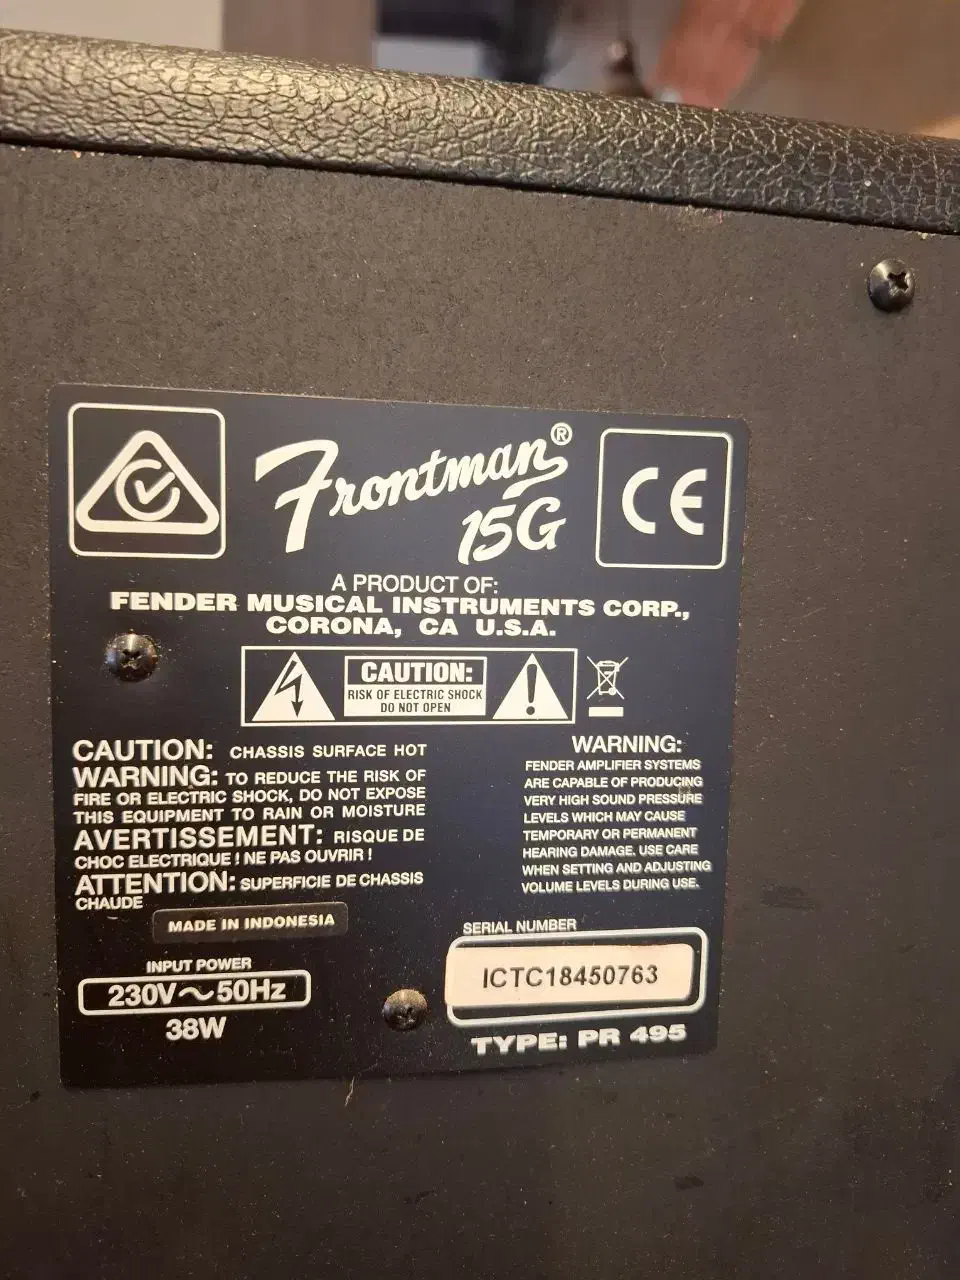 Frontman®
15G
CE
A PRODUCT OF:
FENDER MUSICAL INSTRUMENTS CORP.,
CORONA, CA U.S.A.
CAUTION:
RISK OF ELECTRIC SHOCK
DO NOT OPEN
CAUTION: CHASSIS SURFACE HOT
WARNING: TO REDUCE THE RISK OF
FIRE OR ELECTRIC SHOCK, DO NOT EXPOSE
THIS EQUIPMENT TO RAIN OR MOISTURE
AVERTISSEMENT: RISQUE DE
CHOC ELECTRIQUE ! NE PAS OUVRIR !
ATTENTION: SUPERFICIE DE CHASSIS
CHAUDE
WARNING:
FENDER AMPLIFIER SYSTEMS
ARE CAPABLE OF PRODUCING
VERY HIGH SOUND PRESSURE
LEVELS WHICH MAY CAUSE
TEMPORARY OR PERMANENT
HEARING DAMAGE. USE CARE
WHEN SETTING AND ADJUSTING
VOLUME LEVELS DURING USE.
MADE IN INDONESIA
INPUT POWER
230V~50Hz
38W
SERIAL NUMBER
ICTC18450763
TYPE: PR 495